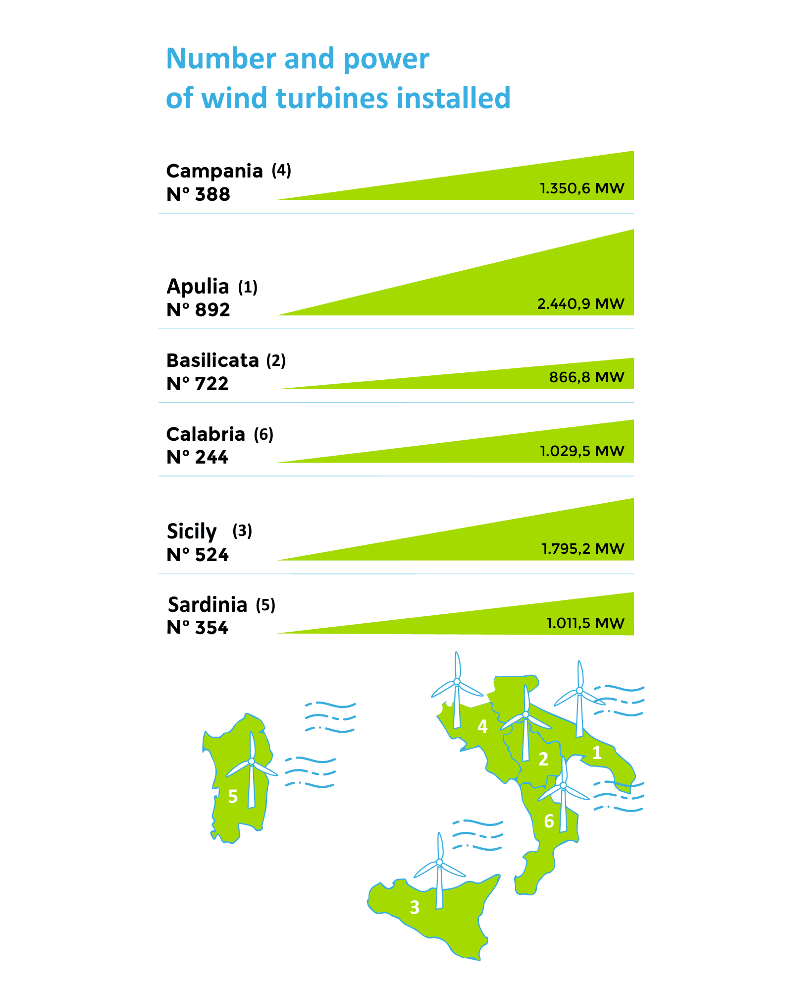 Number and power
of wind turbines installed
Campania (4)
N° 388
1.350,6 MW
Apulia (1)
N° 892
2.440,9 MW
Basilicata (2)
N° 722
866,8 MW
Calabria (6)
N° 244
1.029,5 MW
Sicily (3)
N° 524
1.795,2 MW
Sardinia (5)
N° 354
1.011,5 MW
4
1
2
5
6
3